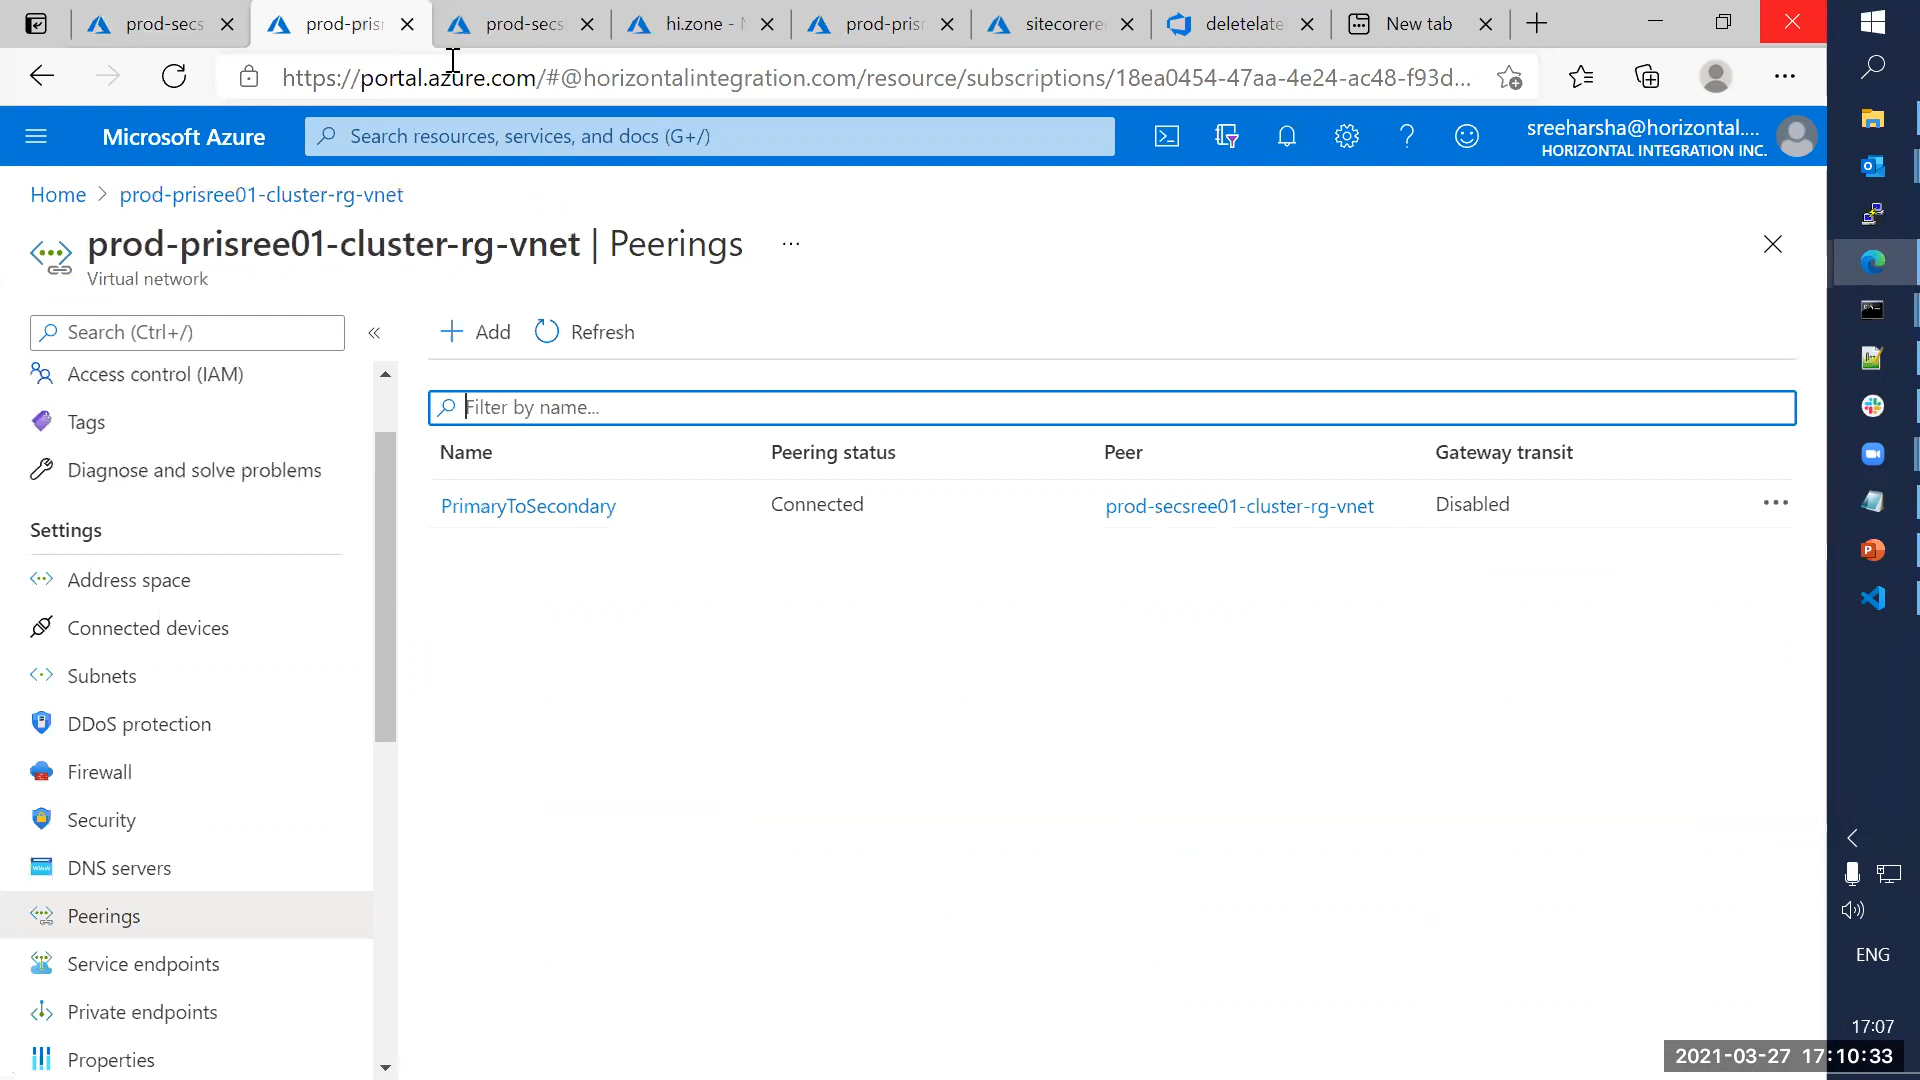 prod-secs
prod-pris
prod-secs
hi.zone -
prod-pris
sitecorere
deletelate
New tab
https://portal.azure.com/#@horizontalintegration.com/resource/subscriptions/18ea0454-47aa-4e24-ac48-f93d...
Microsoft Azure
Search resources, services, and docs (G+/)
sreeharsha@horizontal....
HORIZONTAL INTEGRATION INC.
Home > prod-prisree01-cluster-rg-vnet
prod-prisree01-cluster-rg-vnet | Peerings ...
Virtual network
Search (Ctrl+/)
«
Add
Refresh
Access control (IAM)
Tags
Diagnose and solve problems
Settings
Address space
Connected devices
Subnets
DDoS protection
Firewall
Security
DNS servers
Peerings
Service endpoints
Private endpoints
Properties
Filter by name...
Name Peering status Peer Gateway transit
PrimaryToSecondary Connected prod-secsree01-cluster-rg-vnet Disabled
ENG
17:07
2021-03-27 17:10:33